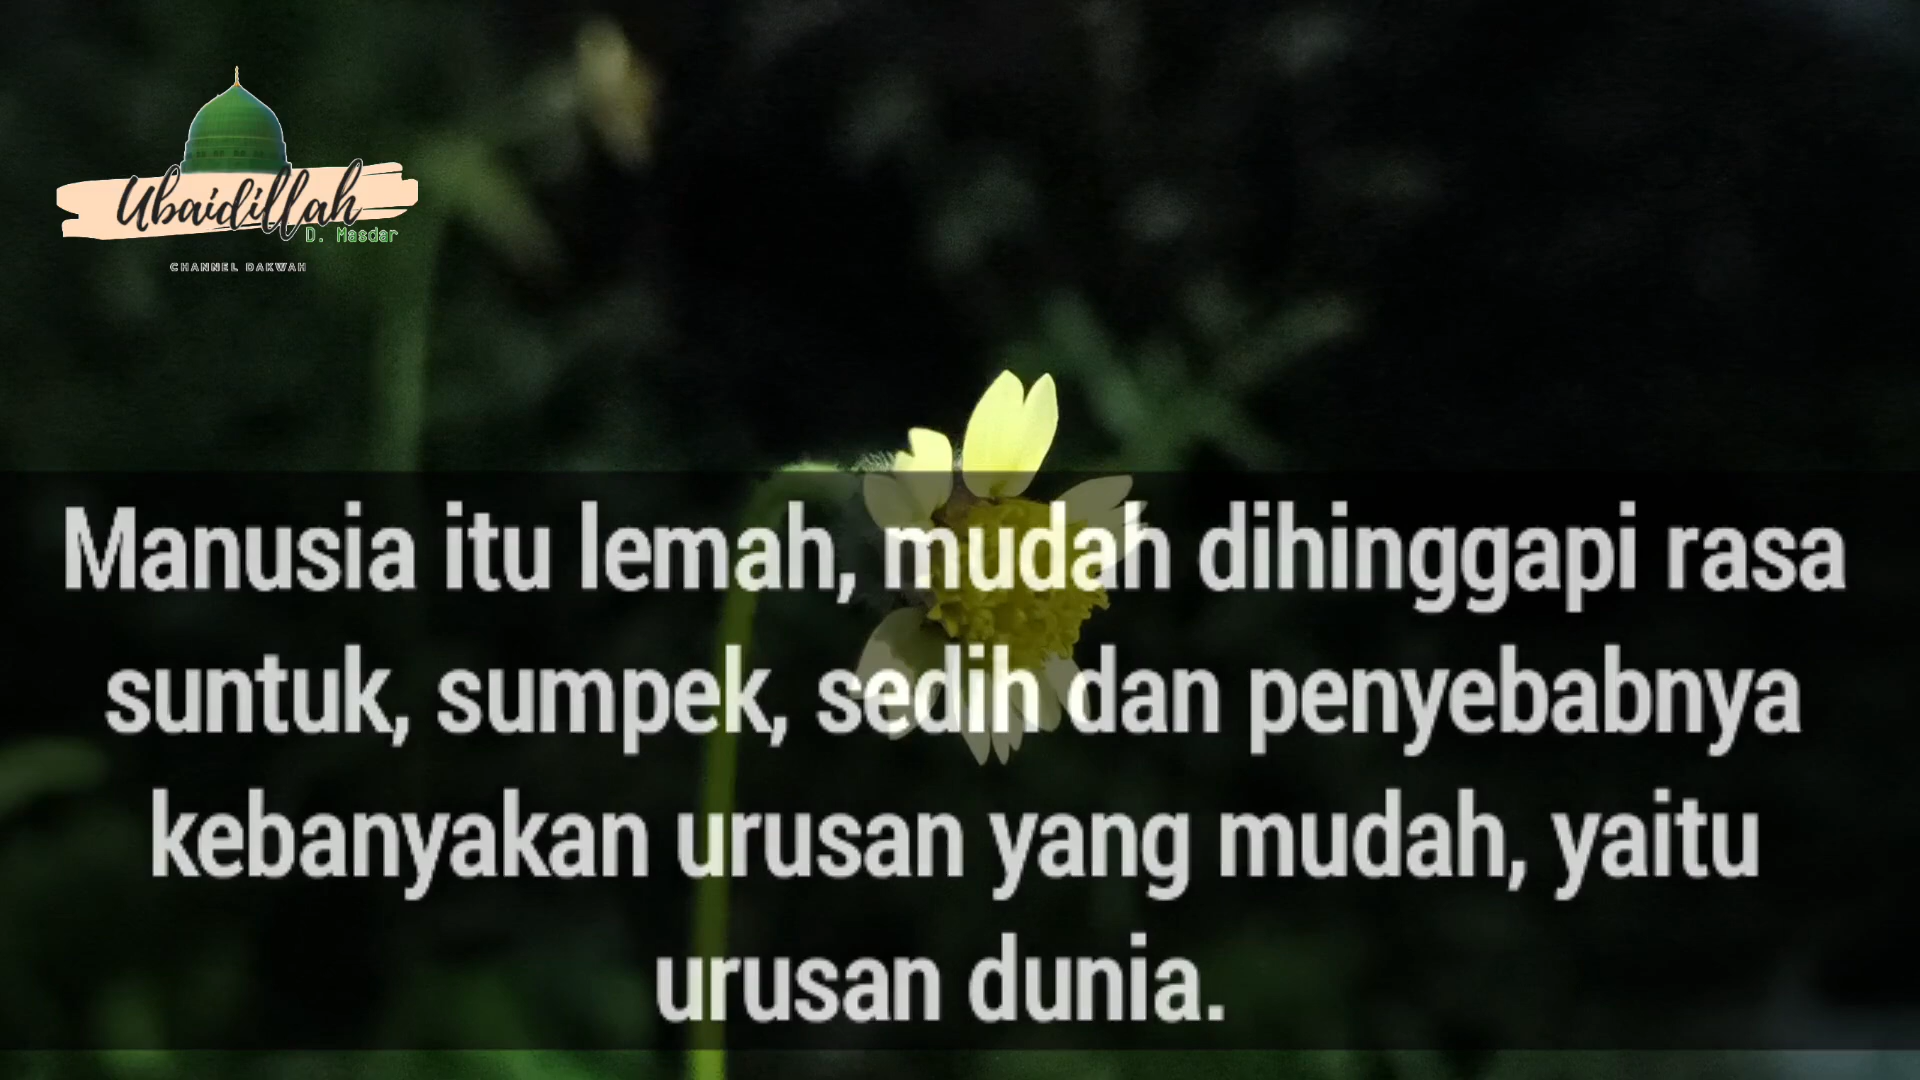 Ubaidillah
D. Masdar
CHANNEL DAKWAH
Manusia itu lemah, mudah dihinggapi rasa
suntuk, sumpek, sedih dan penyebabnya
kebanyakan urusan yang mudah, yaitu
urusan dunia.